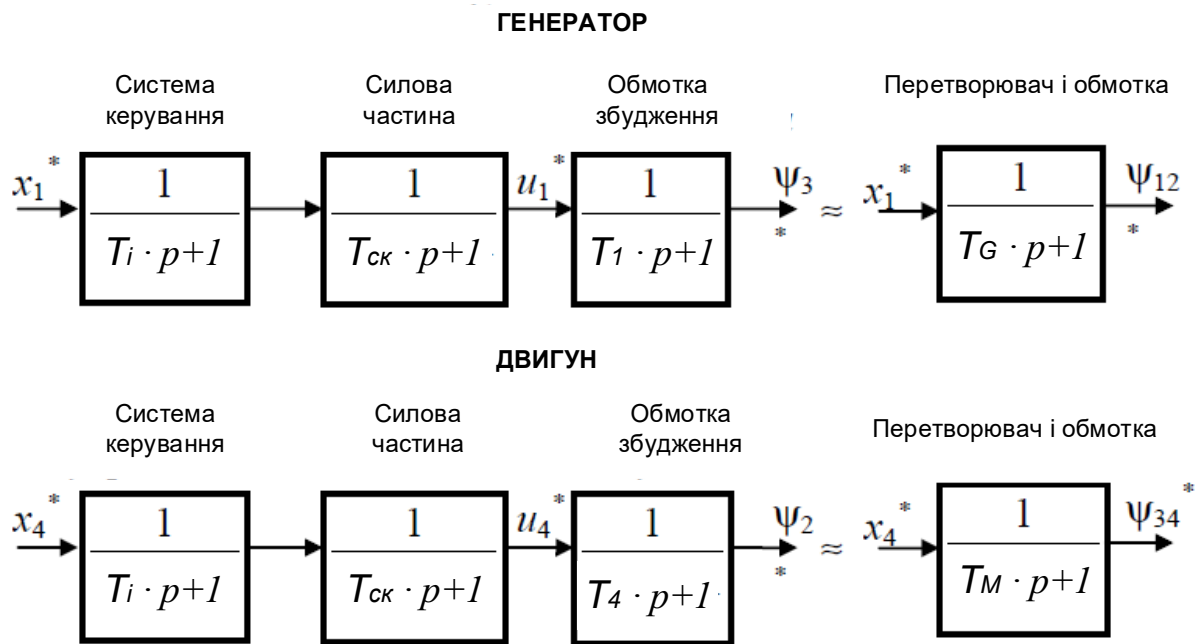 ГЕНЕРАТОР
Система керування
Силова частина
Обмотка збудження
Перетворювач і обмотка
x₁* 1 / (Tᵢ · p+1)
1 / (Tск · p+1)
u₁* 1 / (T₁ · p+1)
ψ₃* ≈ x₁* 1 / (T_G · p+1) ψ₁₂*
ДВИГУН
Система керування
Силова частина
Обмотка збудження
Перетворювач і обмотка
x₄* 1 / (Tᵢ · p+1)
1 / (Tск · p+1)
u₄* 1 / (T₄ · p+1)
ψ₂* ≈ x₄* 1 / (T_M · p+1) ψ₃₄*